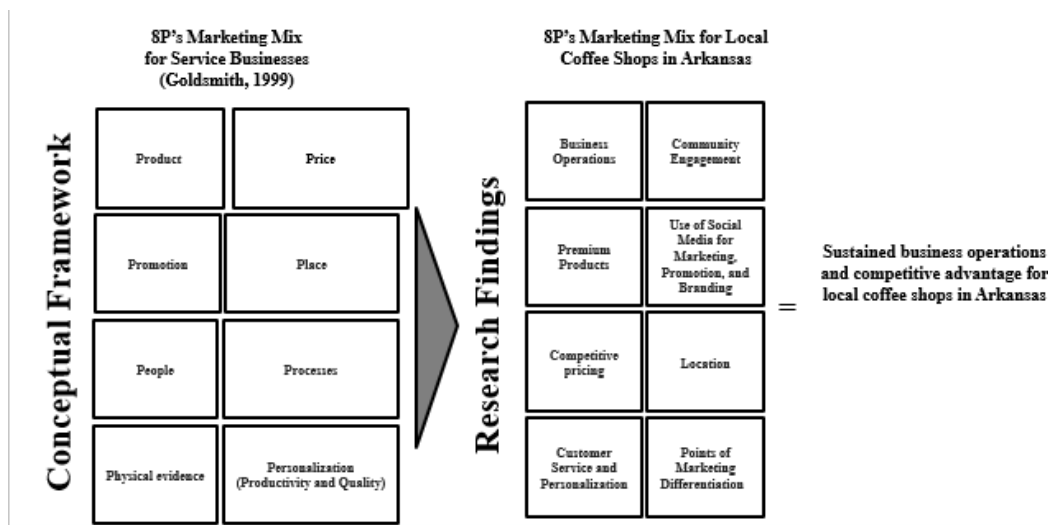 8P's Marketing Mix
for Service Businesses
(Goldsmith, 1999)
Conceptual Framework
Product
Price
Promotion
Place
People
Processes
Physical evidence
Personalization
(Productivity and Quality)
8P's Marketing Mix for Local
Coffee Shops in Arkansas
Research Findings
Business
Operations
Community
Engagement
Premium
Products
Use of Social
Media for
Marketing,
Promotion, and
Branding
Competitive
pricing
Location
Customer
Service and
Personalization
Points of
Marketing
Differentiation
=
Sustained business operations
and competitive advantage for
local coffee shops in Arkansas